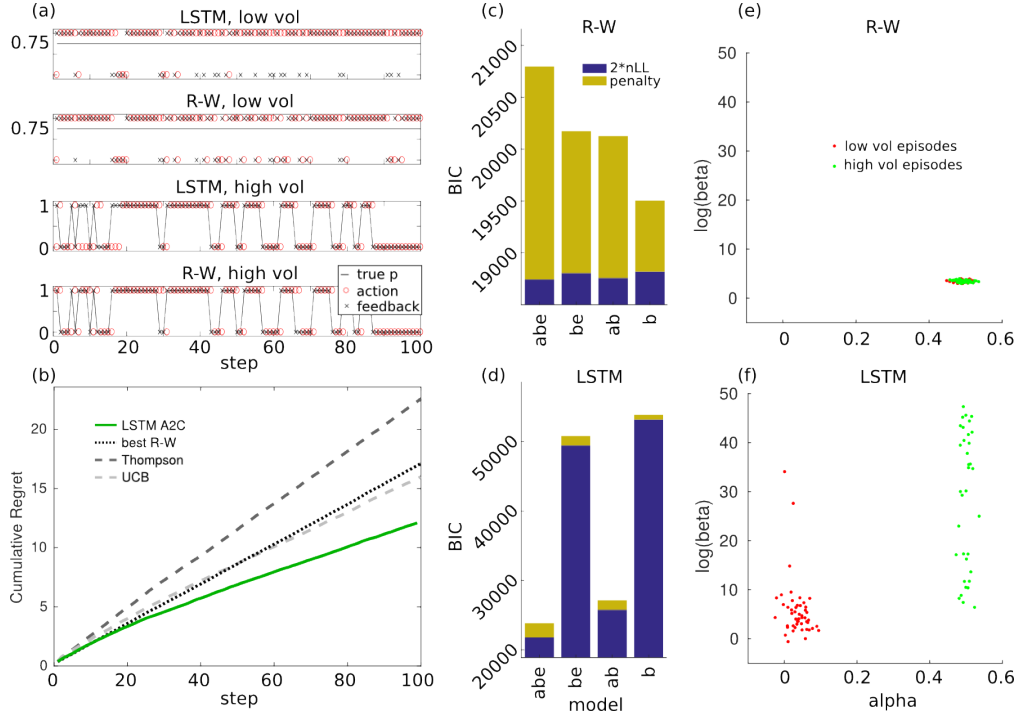 (a)
LSTM, low vol
0.75
R-W, low vol
0.75
LSTM, high vol
1
0
R-W, high vol
1
0
true p
action
feedback
0 20 40 60 80 100
step
(b)
Cumulative Regret
20
15
10
5
0
LSTM A2C
best R-W
Thompson
UCB
0 20 40 60 80 100
step
(c)
R-W
BIC
21000
20500
20000
19500
19000
2*nLL
penalty
abe be ab b
(d)
LSTM
BIC
50000
40000
30000
20000
abe be ab b
model
(e)
R-W
log(beta)
50
40
30
20
10
0
low vol episodes
high vol episodes
0 0.2 0.4 0.6
(f)
LSTM
log(beta)
50
40
30
20
10
0
0 0.2 0.4 0.6
alpha